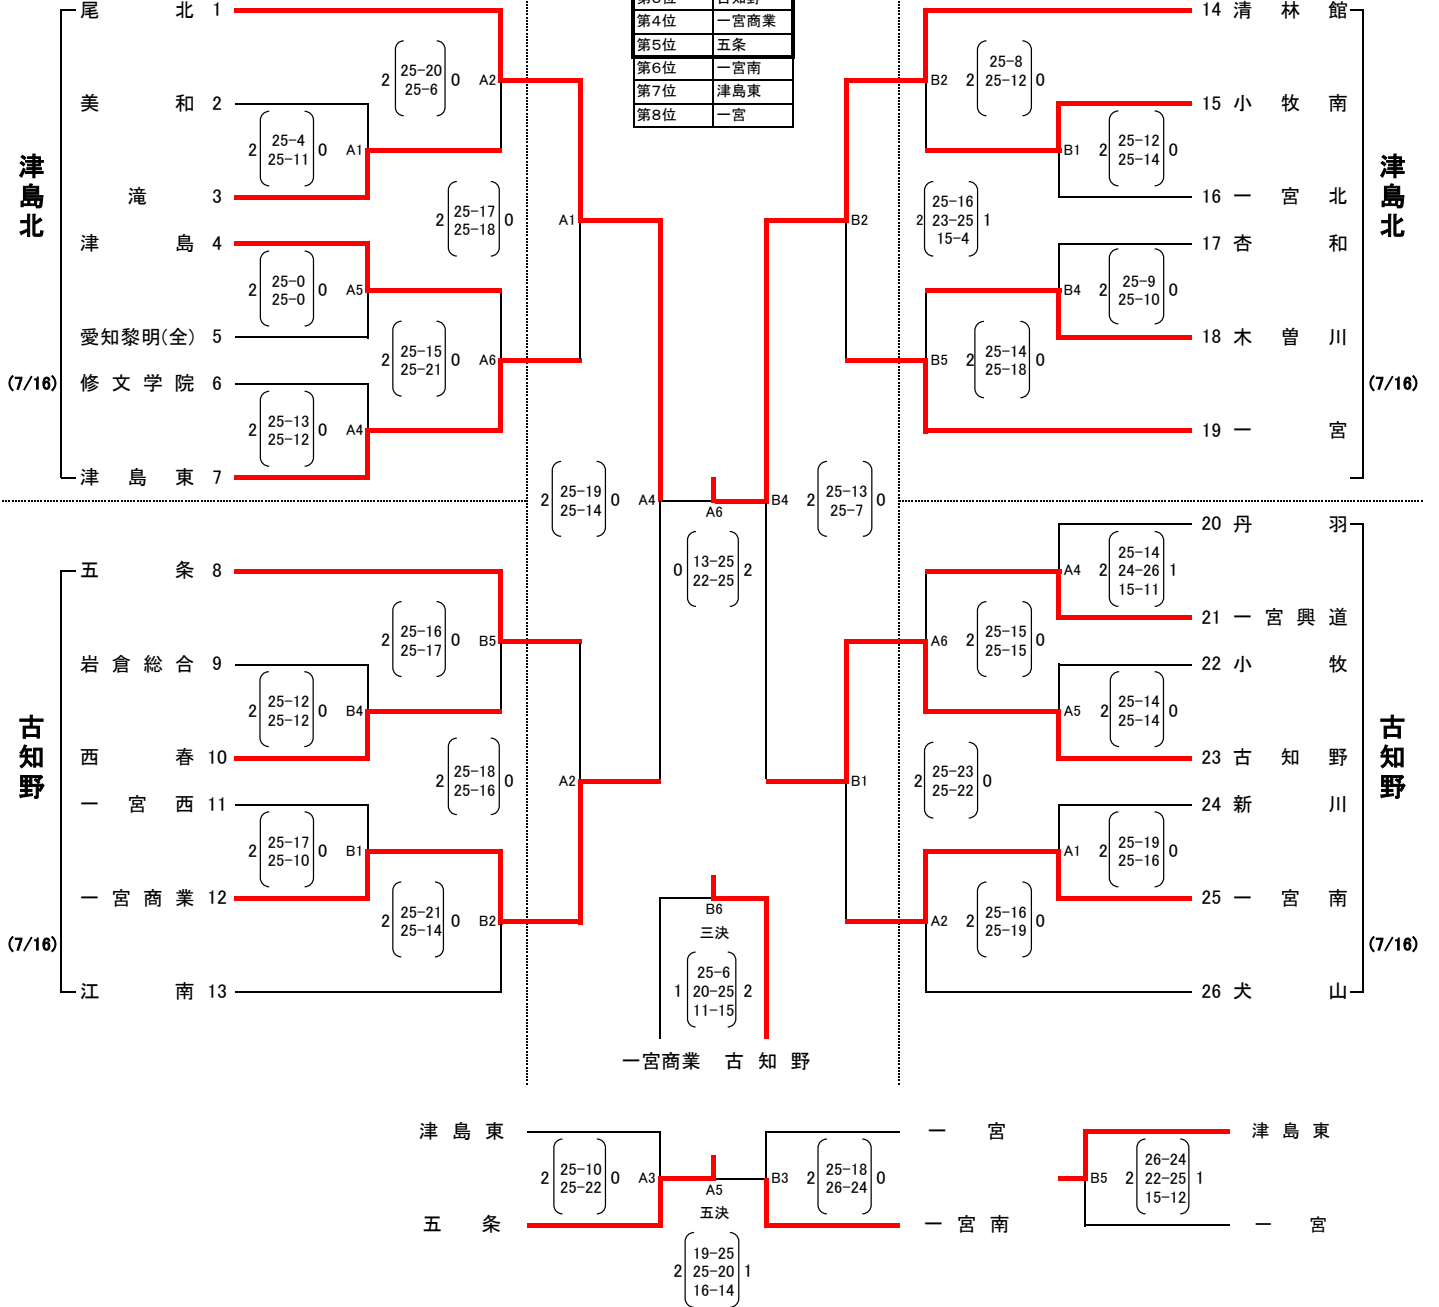 第3位 古知野
第4位 一宮商業
第5位 五条
第6位 一宮南
第7位 津島東
第8位 一宮
津島北
(7/16)
尾北 1
美和 2
滝 3
津島 4
愛知黎明(全) 5
修文学院 6
津島東 7
2 25-20 25-6 0 A2
2 25-4 25-11 0 A1
2 25-17 25-18 0 A1
2 25-0 25-0 0 A5
2 25-15 25-21 0 A6
2 25-13 25-12 0 A4
古知野
(7/16)
五条 8
岩倉総合 9
西春 10
一宮西 11
一宮商業 12
江南 13
2 25-16 25-17 0 B5
2 25-12 25-12 0 B4
2 25-18 25-16 0 A2
2 25-17 25-10 0 B1
2 25-21 25-14 0 B2
2 25-19 25-14 0 A4
A6
0 13-25 22-25 2
B4 2 25-13 25-7 0
津島北
(7/16)
14 清林館
15 小牧南
16 一宮北
17 杏和
18 木曽川
19 一宮
B2 2 25-8 25-12 0
B1 2 25-12 25-14 0
B2 2 25-16 23-25 15-4 1
B4 2 25-9 25-10 0
B5 2 25-14 25-18 0
古知野
(7/16)
20 丹羽
21 一宮興道
22 小牧
23 古知野
24 新川
25 一宮南
26 犬山
A4 2 25-14 24-26 15-11 1
A6 2 25-15 25-15 0
A5 2 25-14 25-14 0
B1 2 25-23 25-22 0
A1 2 25-19 25-16 0
A2 2 25-16 25-19 0
B6
三決
1 25-6 20-25 11-15 2
一宮商業 古知野
津島東
五条
2 25-10 25-22 0 A3
A5
五決
2 19-25 25-20 16-14 1
B3 2 25-18 26-24 0
一宮
一宮南
B5 2 26-24 22-25 15-12 1
津島東
一宮